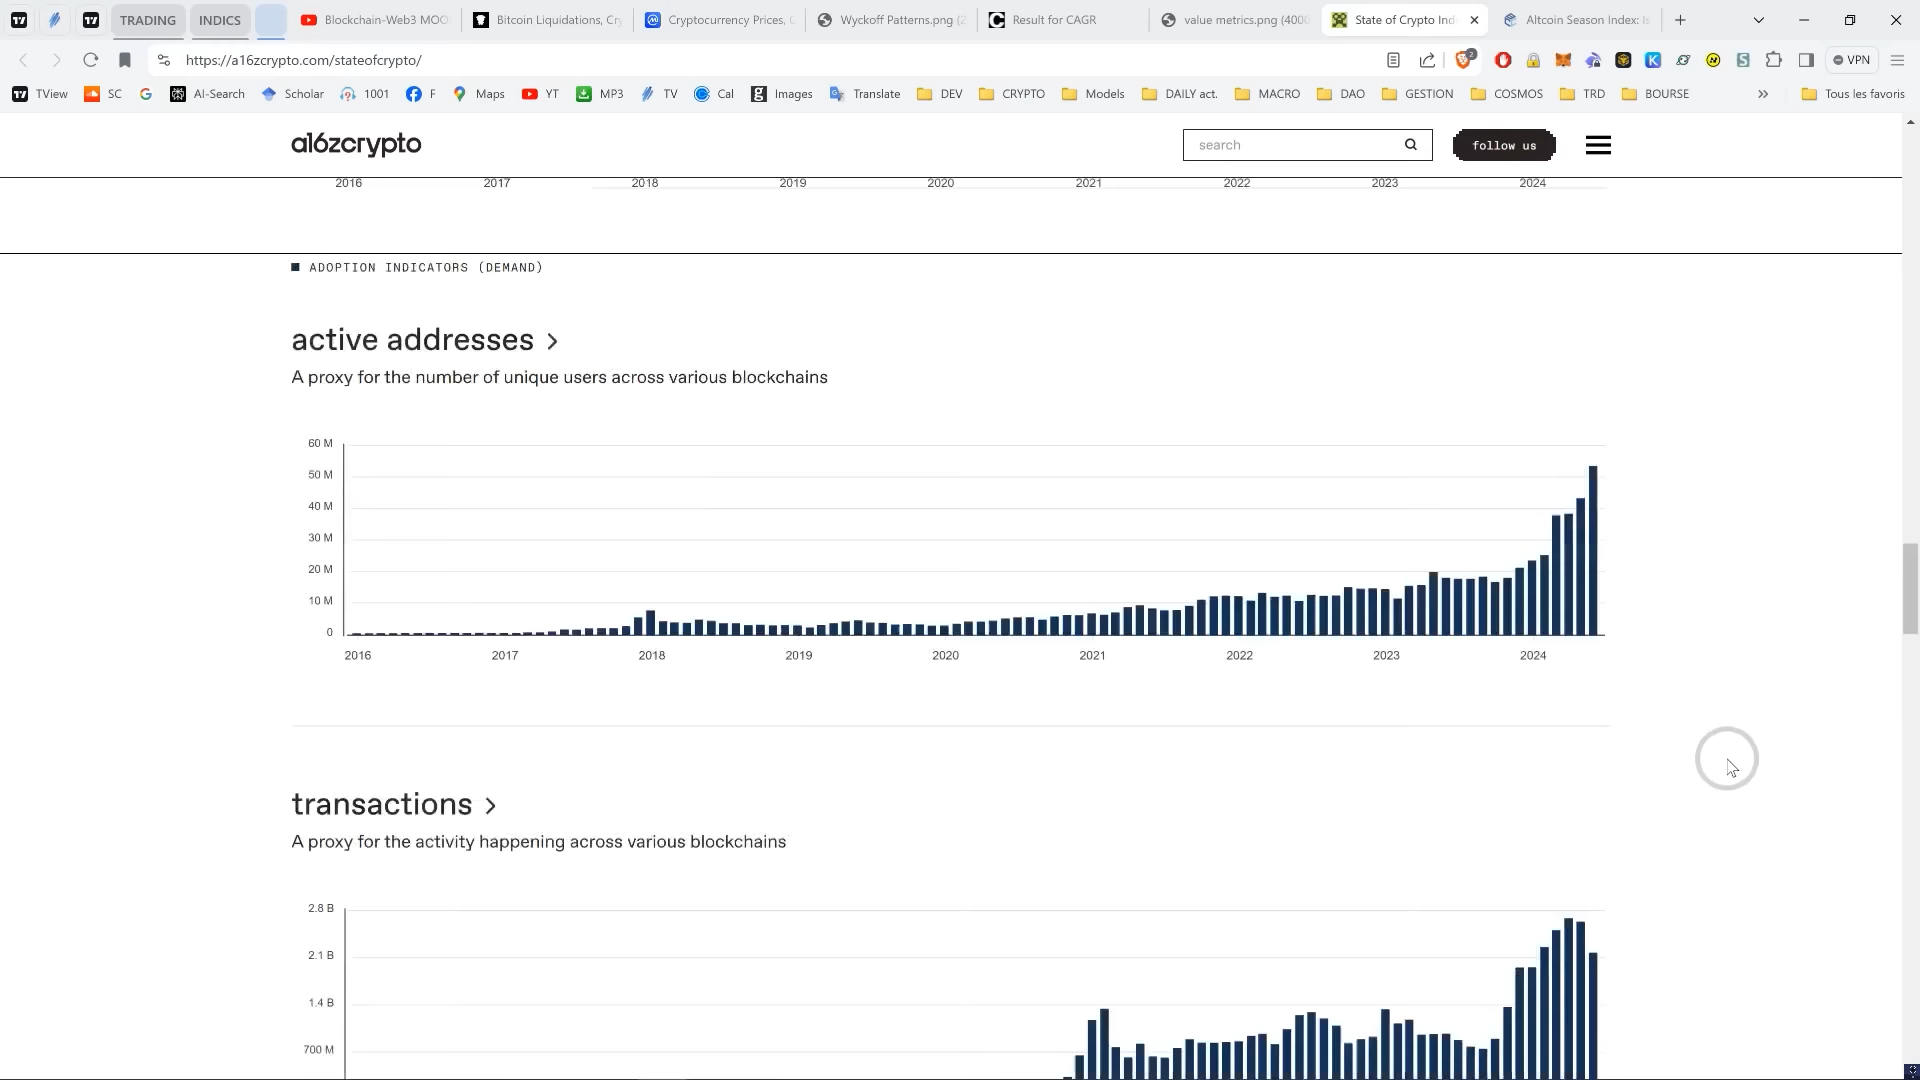 TRADING INDICS Blockchain-Web3 MOO Bitcoin Liquidations, Cry Cryptocurrency Prices, C Wyckoff Patterns.png (2 Result for CAGR value metrics.png (4000 State of Crypto Ind Altcoin Season Index: Is
https://a16zcrypto.com/stateofcrypto/ 2 VPN
TView SC AI-Search Scholar 1001 F Maps YT MP3 TV Cal Images Translate DEV CRYPTO Models DAILY act. MACRO DAO GESTION COSMOS TRD BOURSE Tous les favoris
a16zcrypto search follow us
2016 2017 2018 2019 2020 2021 2022 2023 2024
ADOPTION INDICATORS (DEMAND)
active addresses >
A proxy for the number of unique users across various blockchains
60 M
50 M
40 M
30 M
20 M
10 M
0
2016 2017 2018 2019 2020 2021 2022 2023 2024
transactions >
A proxy for the activity happening across various blockchains
2.8 B
2.1 B
1.4 B
700 M